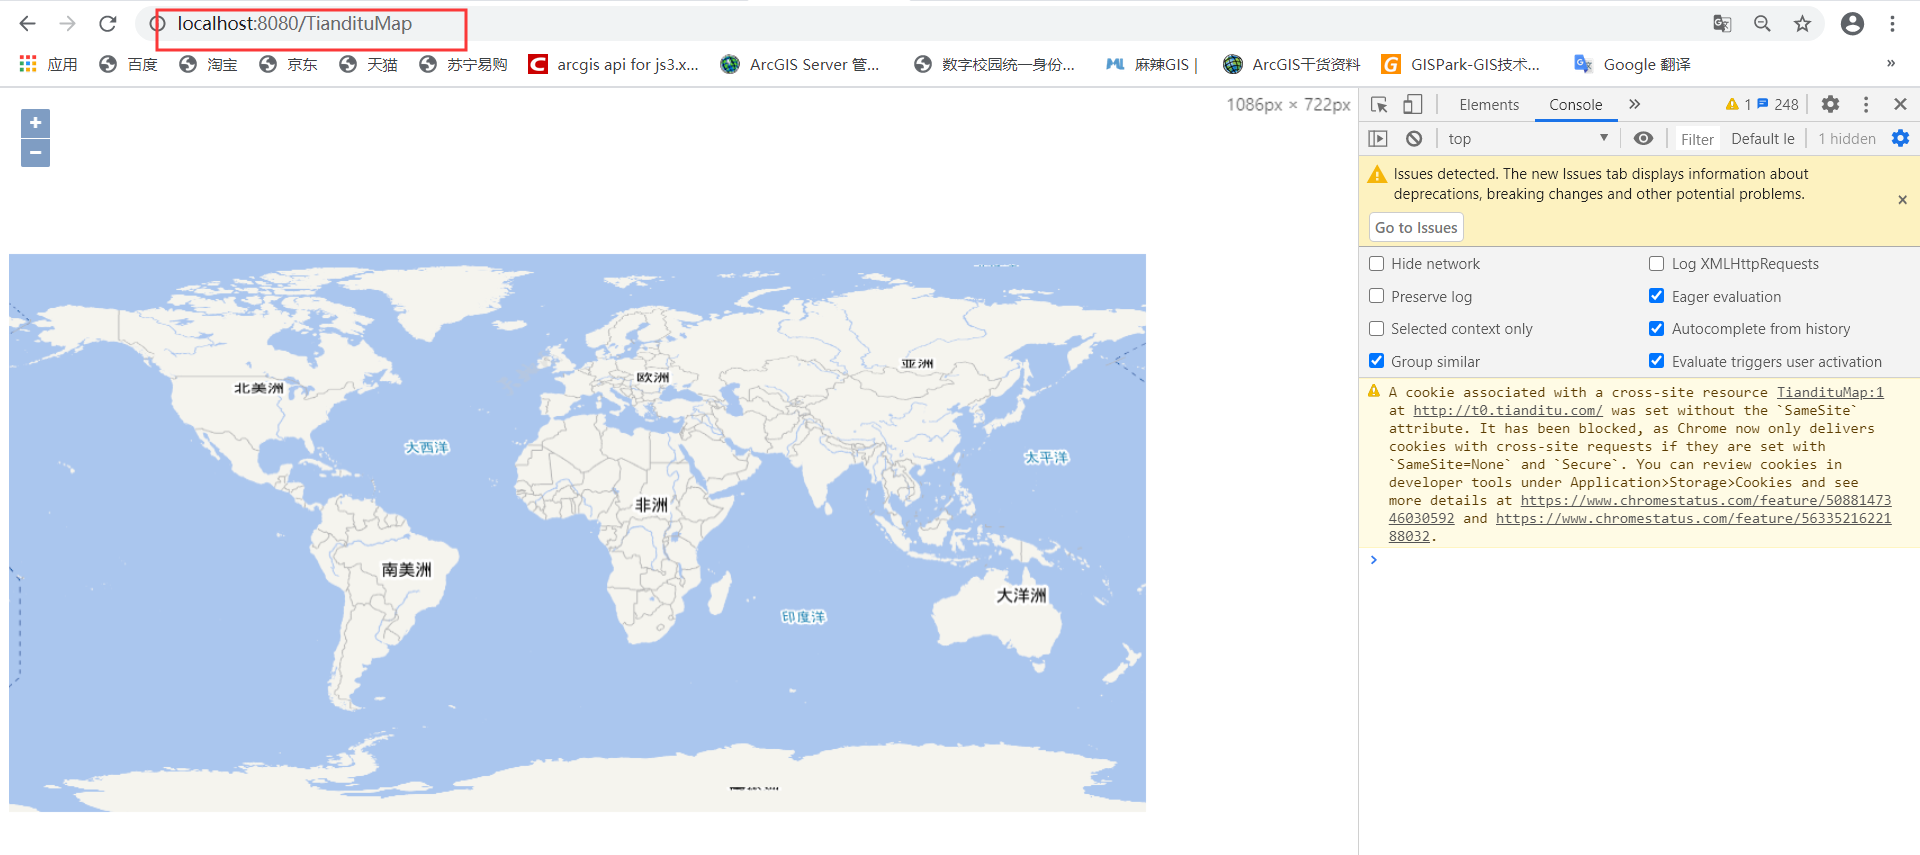 localhost:8080/TiandituMap
应用 百度 淘宝 京东 天猫 苏宁易购 arcgis api for js3.x... ArcGIS Server 管... 数字校园统一身份... 麻辣GIS | ArcGIS干货资料 GISPark-GIS技术... Google 翻译 »
1086px × 722px
+
−
Elements Console » 1 248
top Filter Default le 1 hidden
Issues detected. The new Issues tab displays information about
deprecations, breaking changes and other potential problems.
Go to Issues
Hide network Log XMLHttpRequests
Preserve log Eager evaluation
Selected context only Autocomplete from history
Group similar Evaluate triggers user activation
A cookie associated with a cross-site resource TiandituMap:1
at http://t0.tianditu.com/ was set without the `SameSite`
attribute. It has been blocked, as Chrome now only delivers
cookies with cross-site requests if they are set with
`SameSite=None` and `Secure`. You can review cookies in
developer tools under Application>Storage>Cookies and see
more details at https://www.chromestatus.com/feature/50881473
46030592 and https://www.chromestatus.com/feature/56335216221
88032.
亚洲
欧洲
北美洲
大西洋
太平洋
非洲
南美洲
大洋洲
印度洋